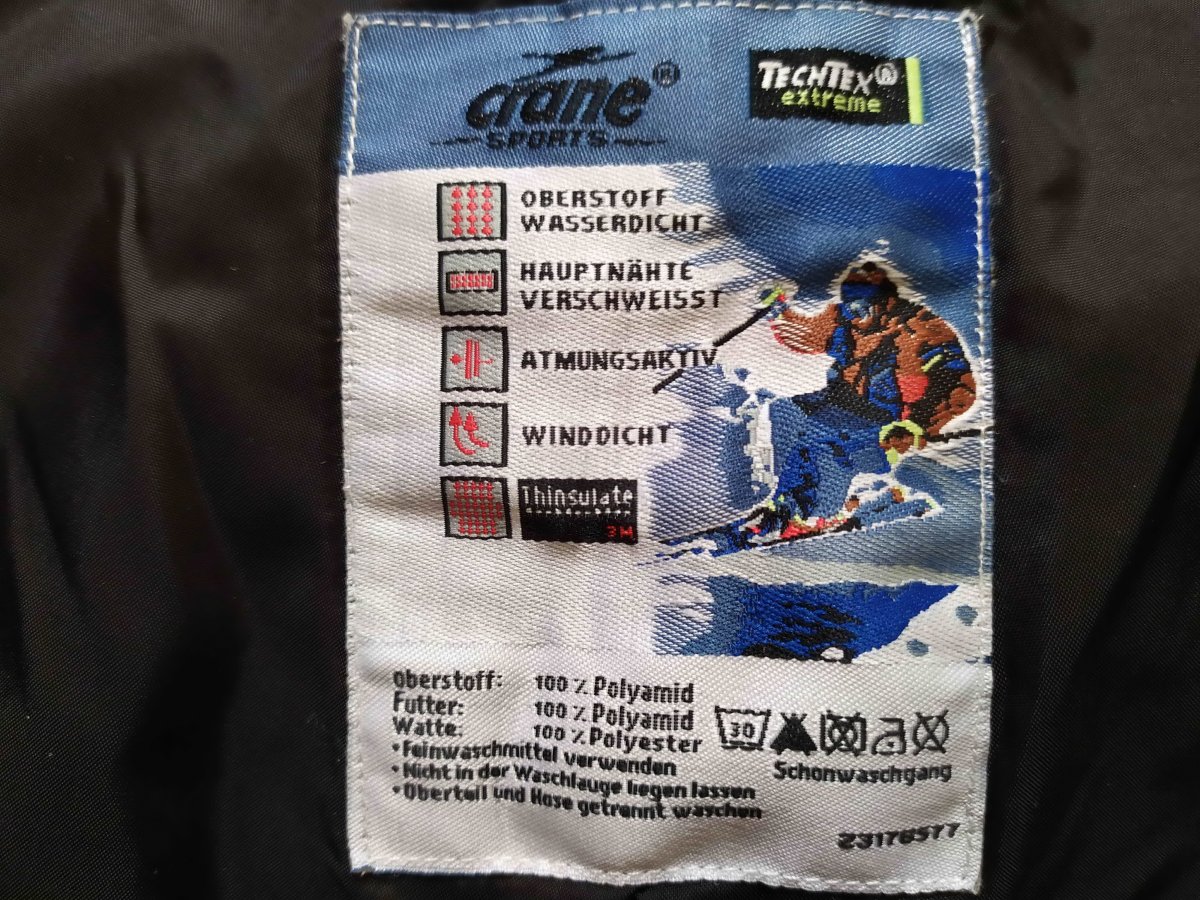 crane®
SPORTS
TECHTEX®
extreme
OBERSTOFF
WASSERDICHT
HAUPTNÄHTE
VERSCHWEISST
ATMUNGSAKTIV
WINDDICHT
Thinsulate
3M
oberstoff: 100 % Polyamid
Futter: 100 % Polyamid
Watte: 100 % Polyester
• Feinwaschmittel verwenden
• Nicht in der Waschlauge liegen lassen
• Oberteil und Hose getrennt waschen
30
Schonwaschgang
23178577